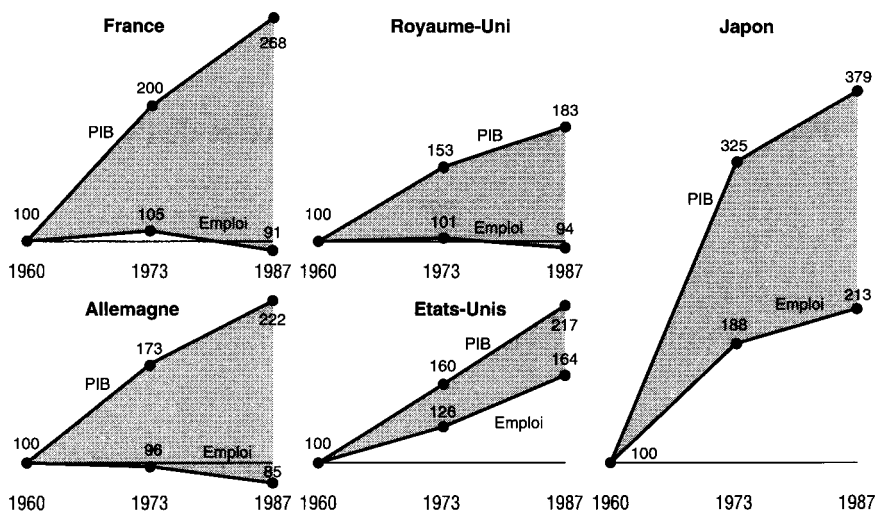 France
268
200
PIB
100
105
Emploi
91
1960 1973 1987
Royaume-Uni
183
PIB
153
100
101
Emploi
94
1960 1973 1987
Japon
379
325
PIB
Emploi
213
188
100
1960 1973 1987
Allemagne
222
173
PIB
100
96
Emploi
85
1960 1973 1987
Etats-Unis
PIB
217
160
164
126
Emploi
100
1960 1973 1987